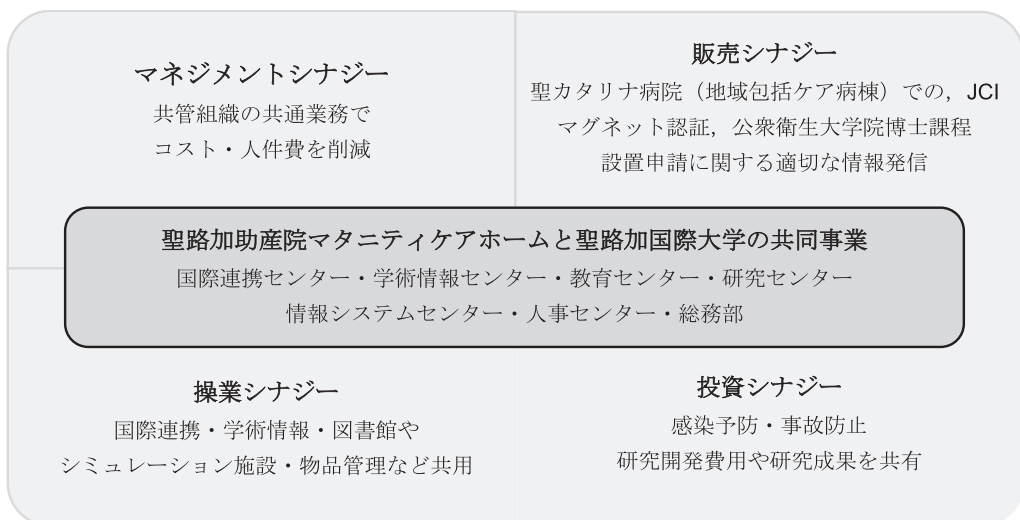 マネジメントシナジー
共管組織の共通業務で
コスト・人件費を削減
販売シナジー
聖カタリナ病院（地域包括ケア病棟）での，JCI
マグネット認証，公衆衛生大学院博士課程
設置申請に関する適切な情報発信
聖路加助産院マタニティケアホームと聖路加国際大学の共同事業
国際連携センター・学術情報センター・教育センター・研究センター
情報システムセンター・人事センター・総務部
操業シナジー
国際連携・学術情報・図書館や
シミュレーション施設・物品管理など共用
投資シナジー
感染予防・事故防止
研究開発費用や研究成果を共有